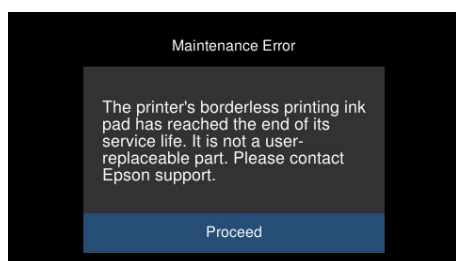 Maintenance Error
The printer's borderless printing ink
pad has reached the end of its
service life. It is not a user-
replaceable part. Please contact
Epson support.
Proceed